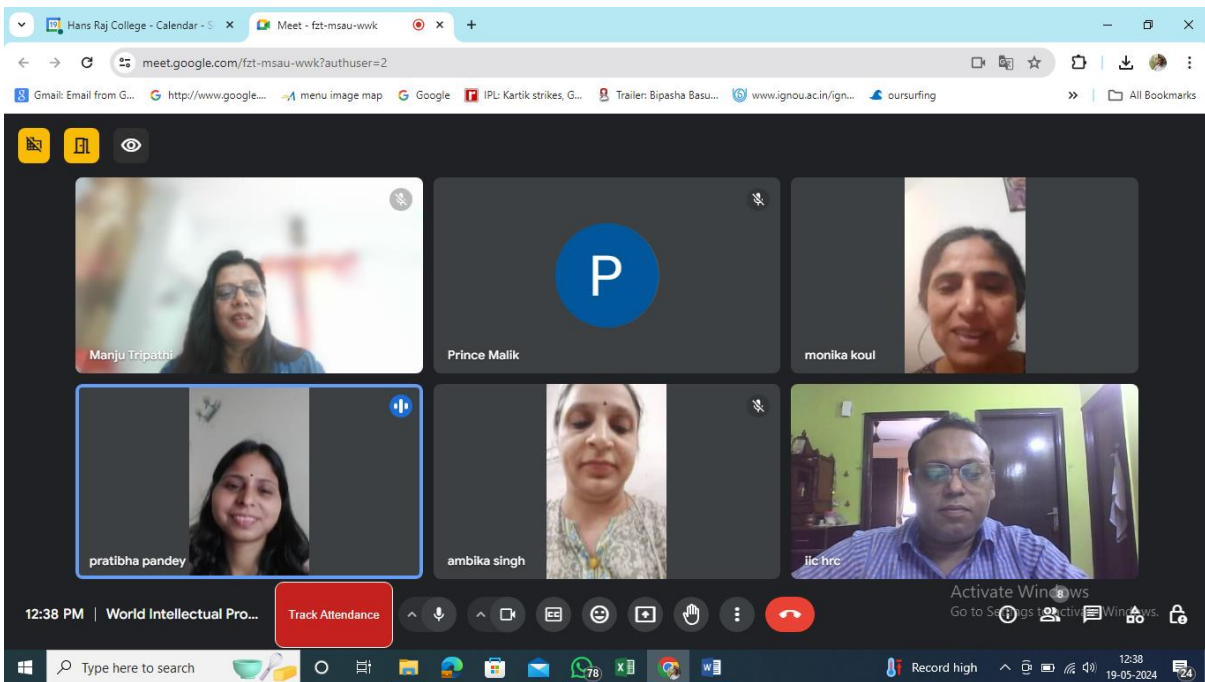 Hans Raj College - Calendar - S
Meet - fzt-msau-wwk
meet.google.com/fzt-msau-wwk?authuser=2
Gmail: Email from G...
http://www.google....
menu image map
Google
IPL: Kartik strikes, G...
Trailer: Bipasha Basu...
www.ignou.ac.in/ign...
oursurfing
All Bookmarks
Manju Tripathi
P
Prince Malik
monika koul
pratibha pandey
ambika singh
iic hrc
Activate Windows
Go to Settings to activate Windows.
8
12:38 PM | World Intellectual Pro...
Track Attendance
Type here to search
78
Record high
12:38
19-05-2024
24